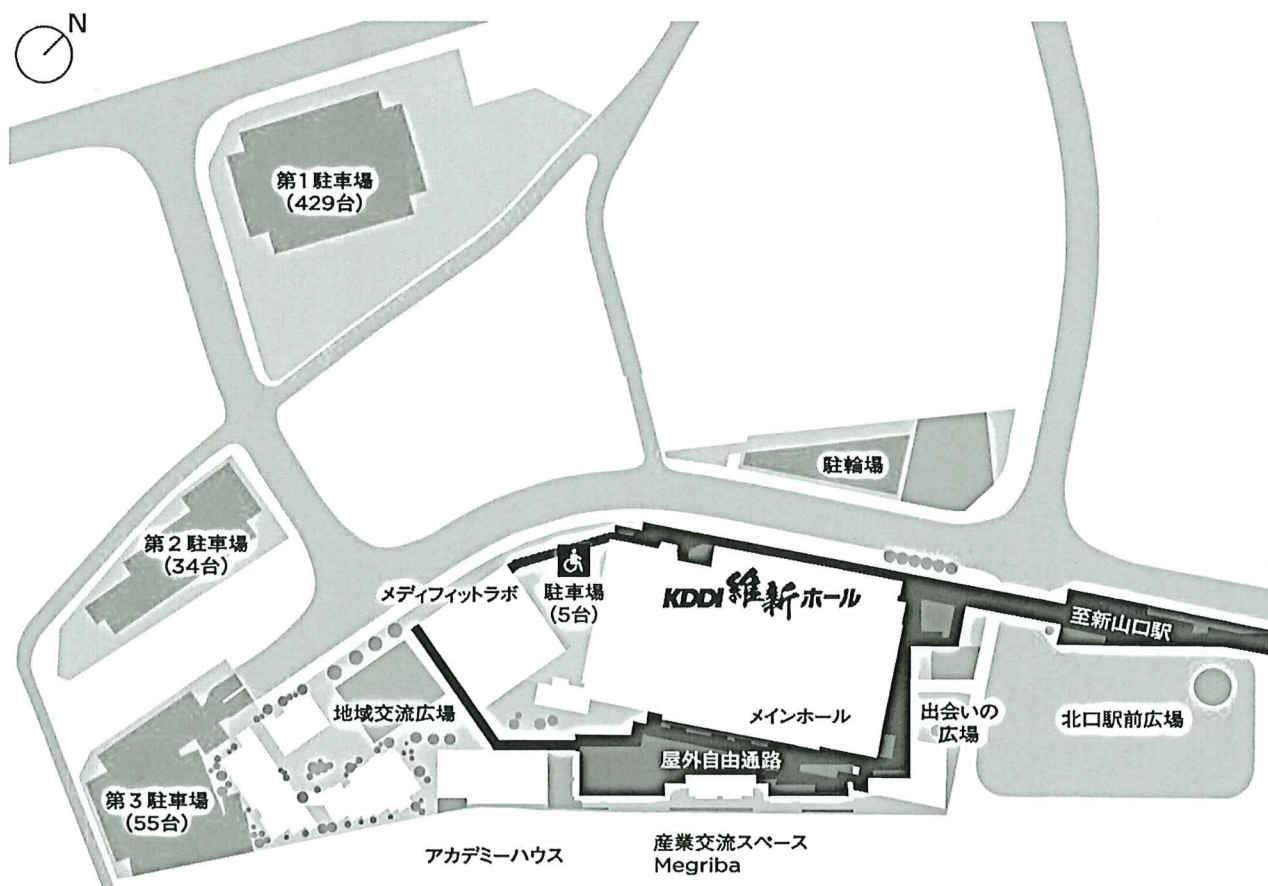 N
第1駐車場
(429台)
駐輪場
第2駐車場
(34台)
メディフィットラボ
駐車場
(5台)
KDDI維新ホール
至新山口駅
地域交流広場
メインホール
出会いの
広場
北口駅前広場
屋外自由通路
第3駐車場
(55台)
アカデミーハウス
産業交流スペース
Megriba